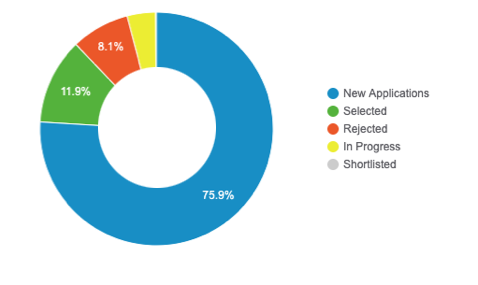 8.1%
11.9%
75.9%
New Applications
Selected
Rejected
In Progress
Shortlisted